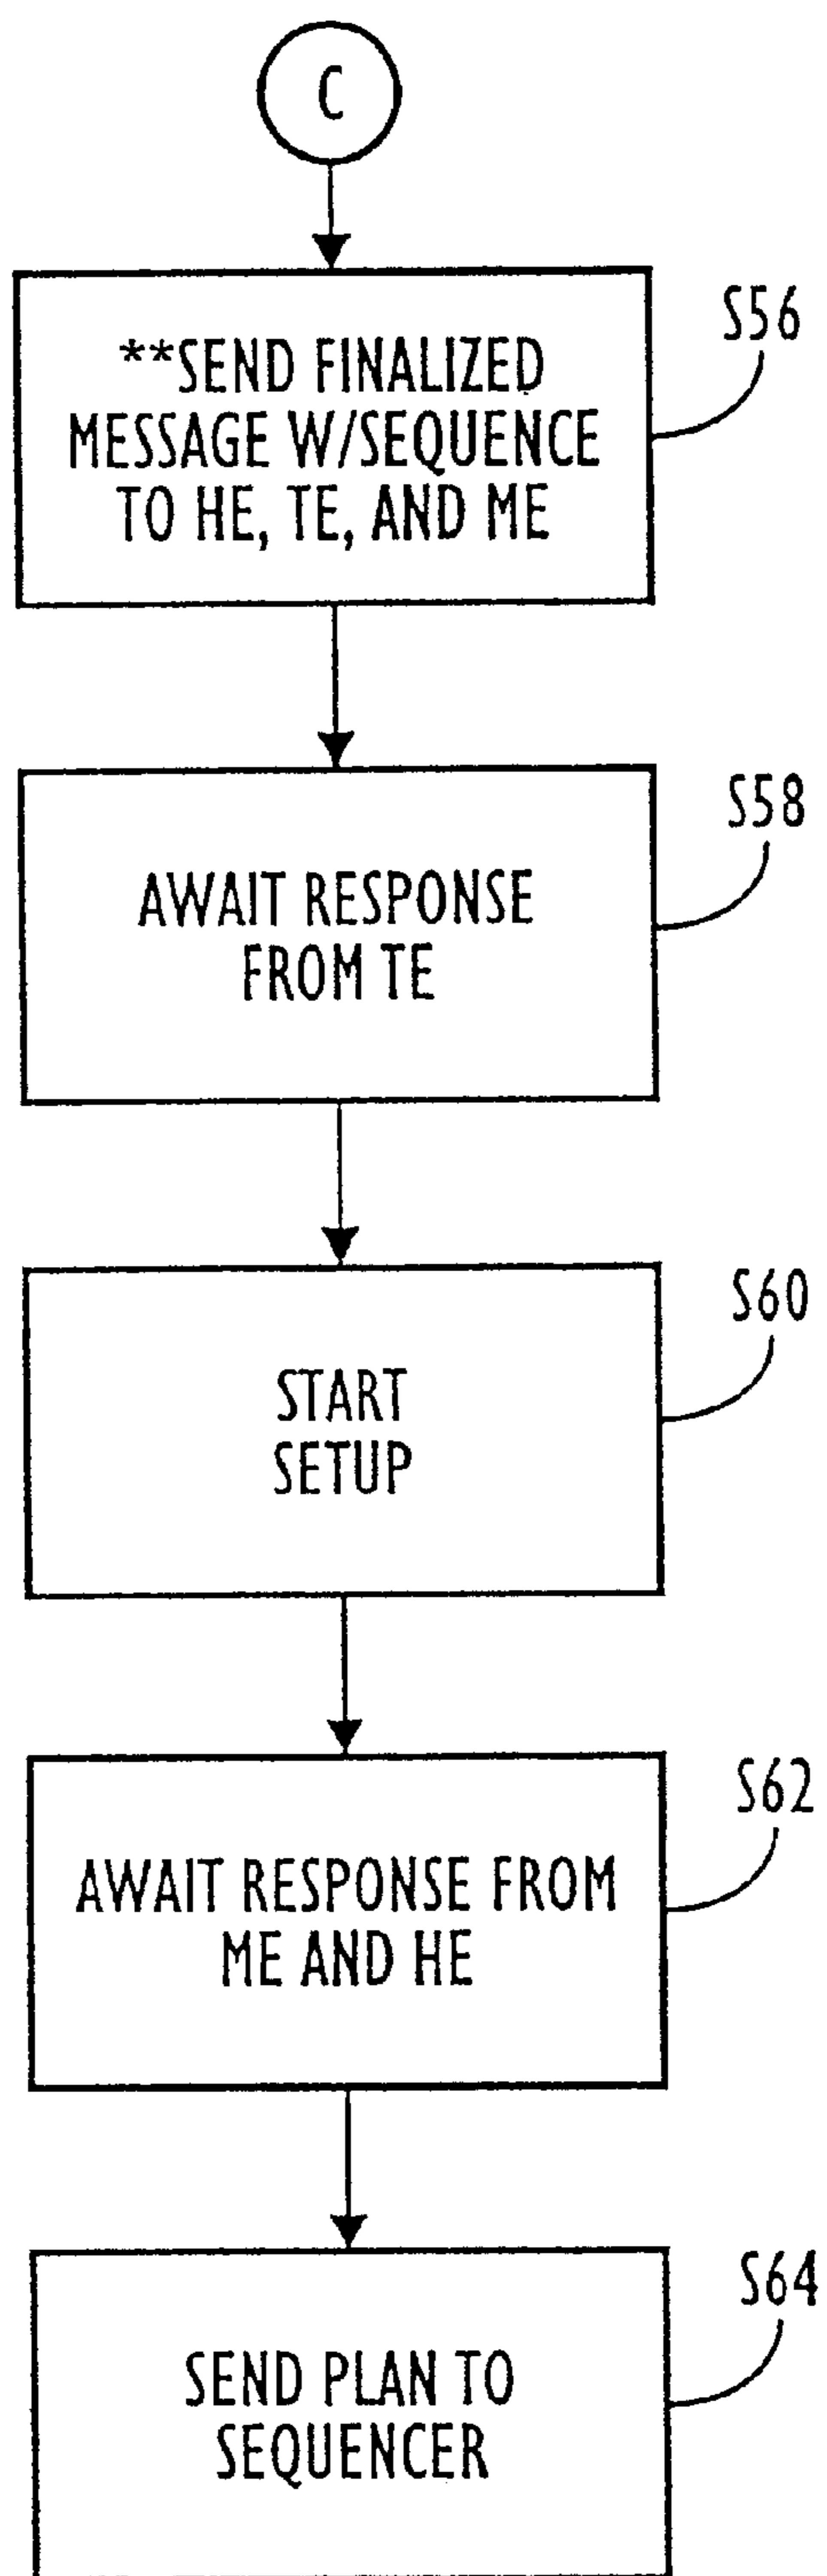 C
**SEND FINALIZED
MESSAGE W/SEQUENCE
TO HE, TE, AND ME
S56
AWAIT RESPONSE
FROM TE
S58
START
SETUP
S60
AWAIT RESPONSE FROM
ME AND HE
S62
SEND PLAN TO
SEQUENCER
S64